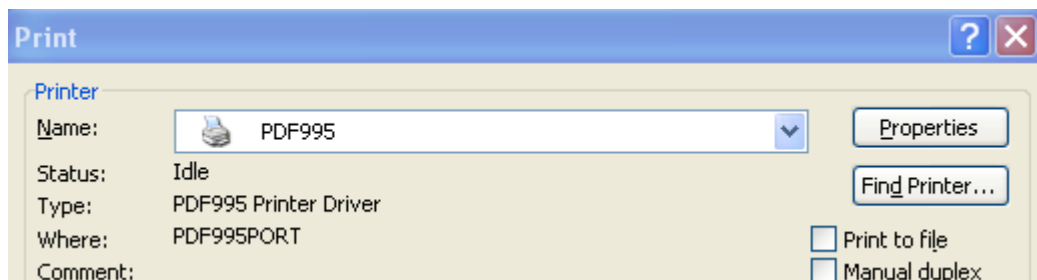 Print
Printer
Name: PDF995 Properties
Status: Idle
Find Printer...
Type: PDF995 Printer Driver
Where: PDF995PORT Print to file
Comment: Manual duplex